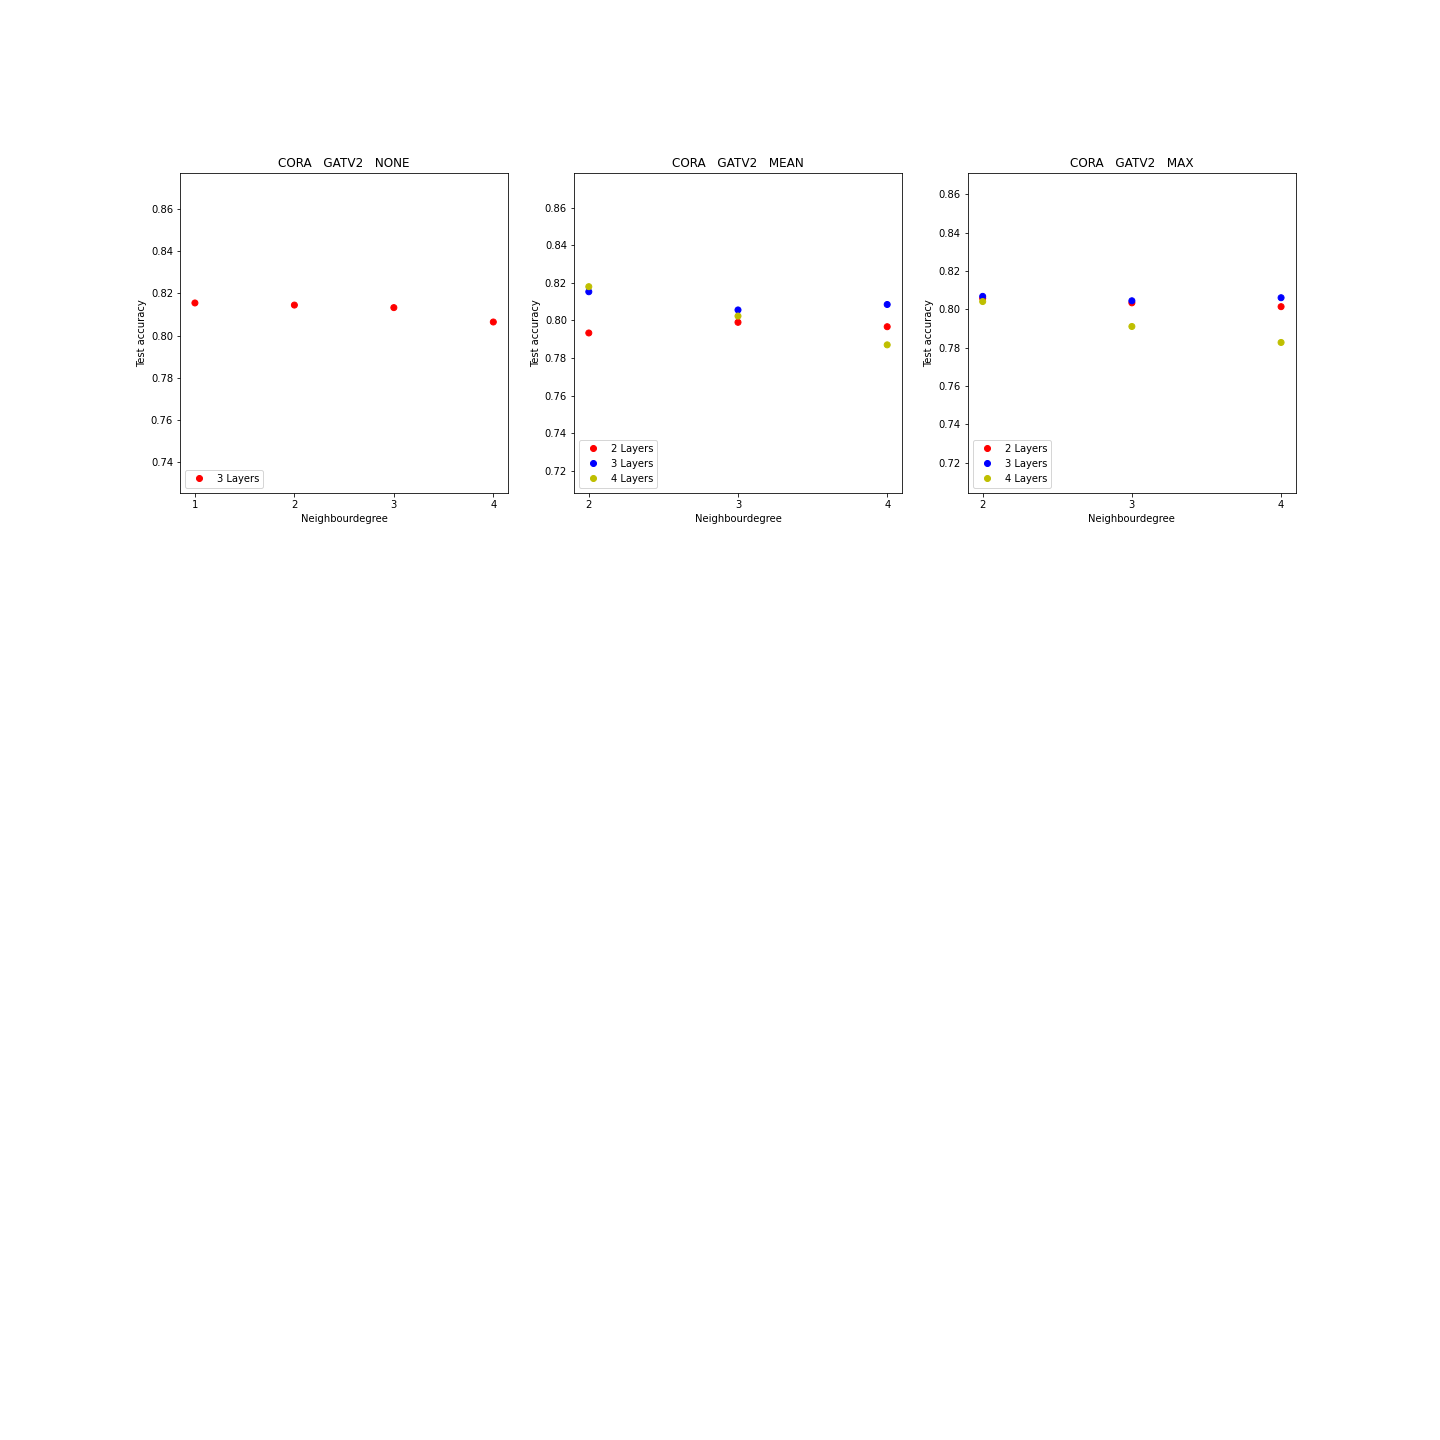 CORA   GATV2   NONE
Test accuracy
0.86
0.84
0.82
0.80
0.78
0.76
0.74
3 Layers
1 2 3 4
Neighbourdegree
CORA   GATV2   MEAN
Test accuracy
0.86
0.84
0.82
0.80
0.78
0.76
0.74
0.72
2 Layers
3 Layers
4 Layers
2 3 4
Neighbourdegree
CORA   GATV2   MAX
Test accuracy
0.86
0.84
0.82
0.80
0.78
0.76
0.74
0.72
2 Layers
3 Layers
4 Layers
2 3 4
Neighbourdegree